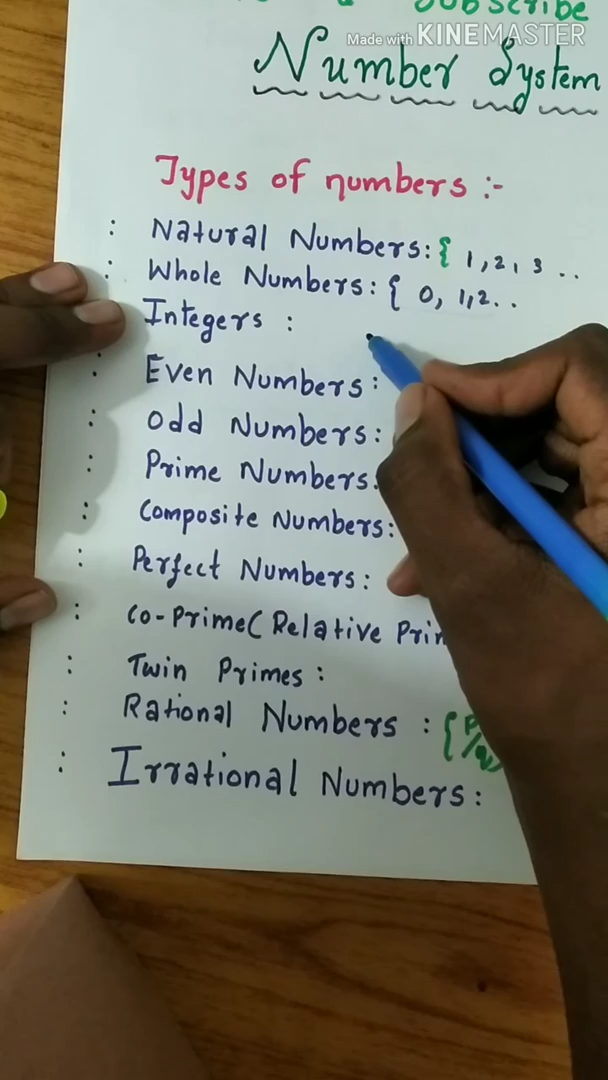 Subscribe
Made with KINEMASTER
Number System
Types of numbers :-
: Natural Numbers: { 1, 2, 3 ..
: Whole Numbers: { 0, 1, 2..
Integers :
: Even Numbers:
: Odd Numbers:
: Prime Numbers:
: Composite Numbers:
: Perfect Numbers:
: Co-Prime( Relative Prim
: Twin Primes:
: Rational Numbers : { P/q
: Irrational Numbers: